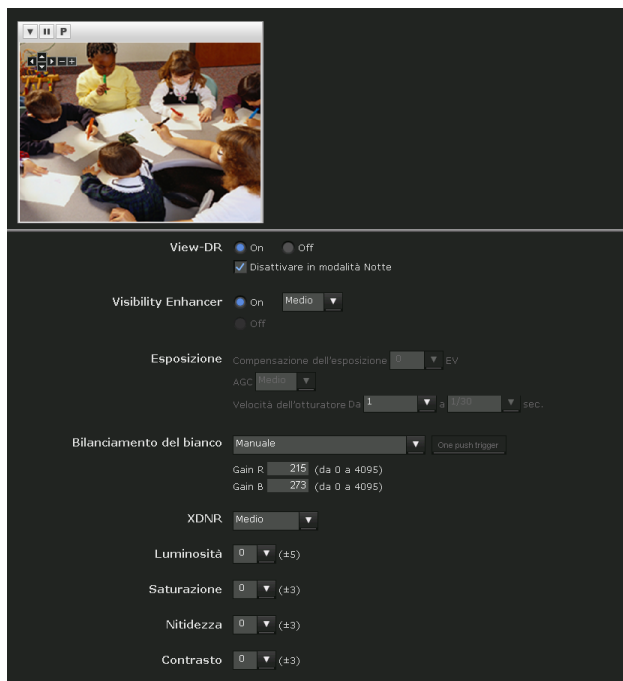 P
View-DR On Off
Disattivare in modalità Notte
Visibility Enhancer On Medio
Off
Esposizione Compensazione dell'esposizione 0 EV
AGC Medio
Velocità dell'otturatore Da 1 a 1/30 sec.
Bilanciamento del bianco Manuale One push trigger
Gain R 215 (da 0 a 4095)
Gain B 273 (da 0 a 4095)
XDNR Medio
Luminosità 0 (±5)
Saturazione 0 (±3)
Nitidezza 0 (±3)
Contrasto 0 (±3)